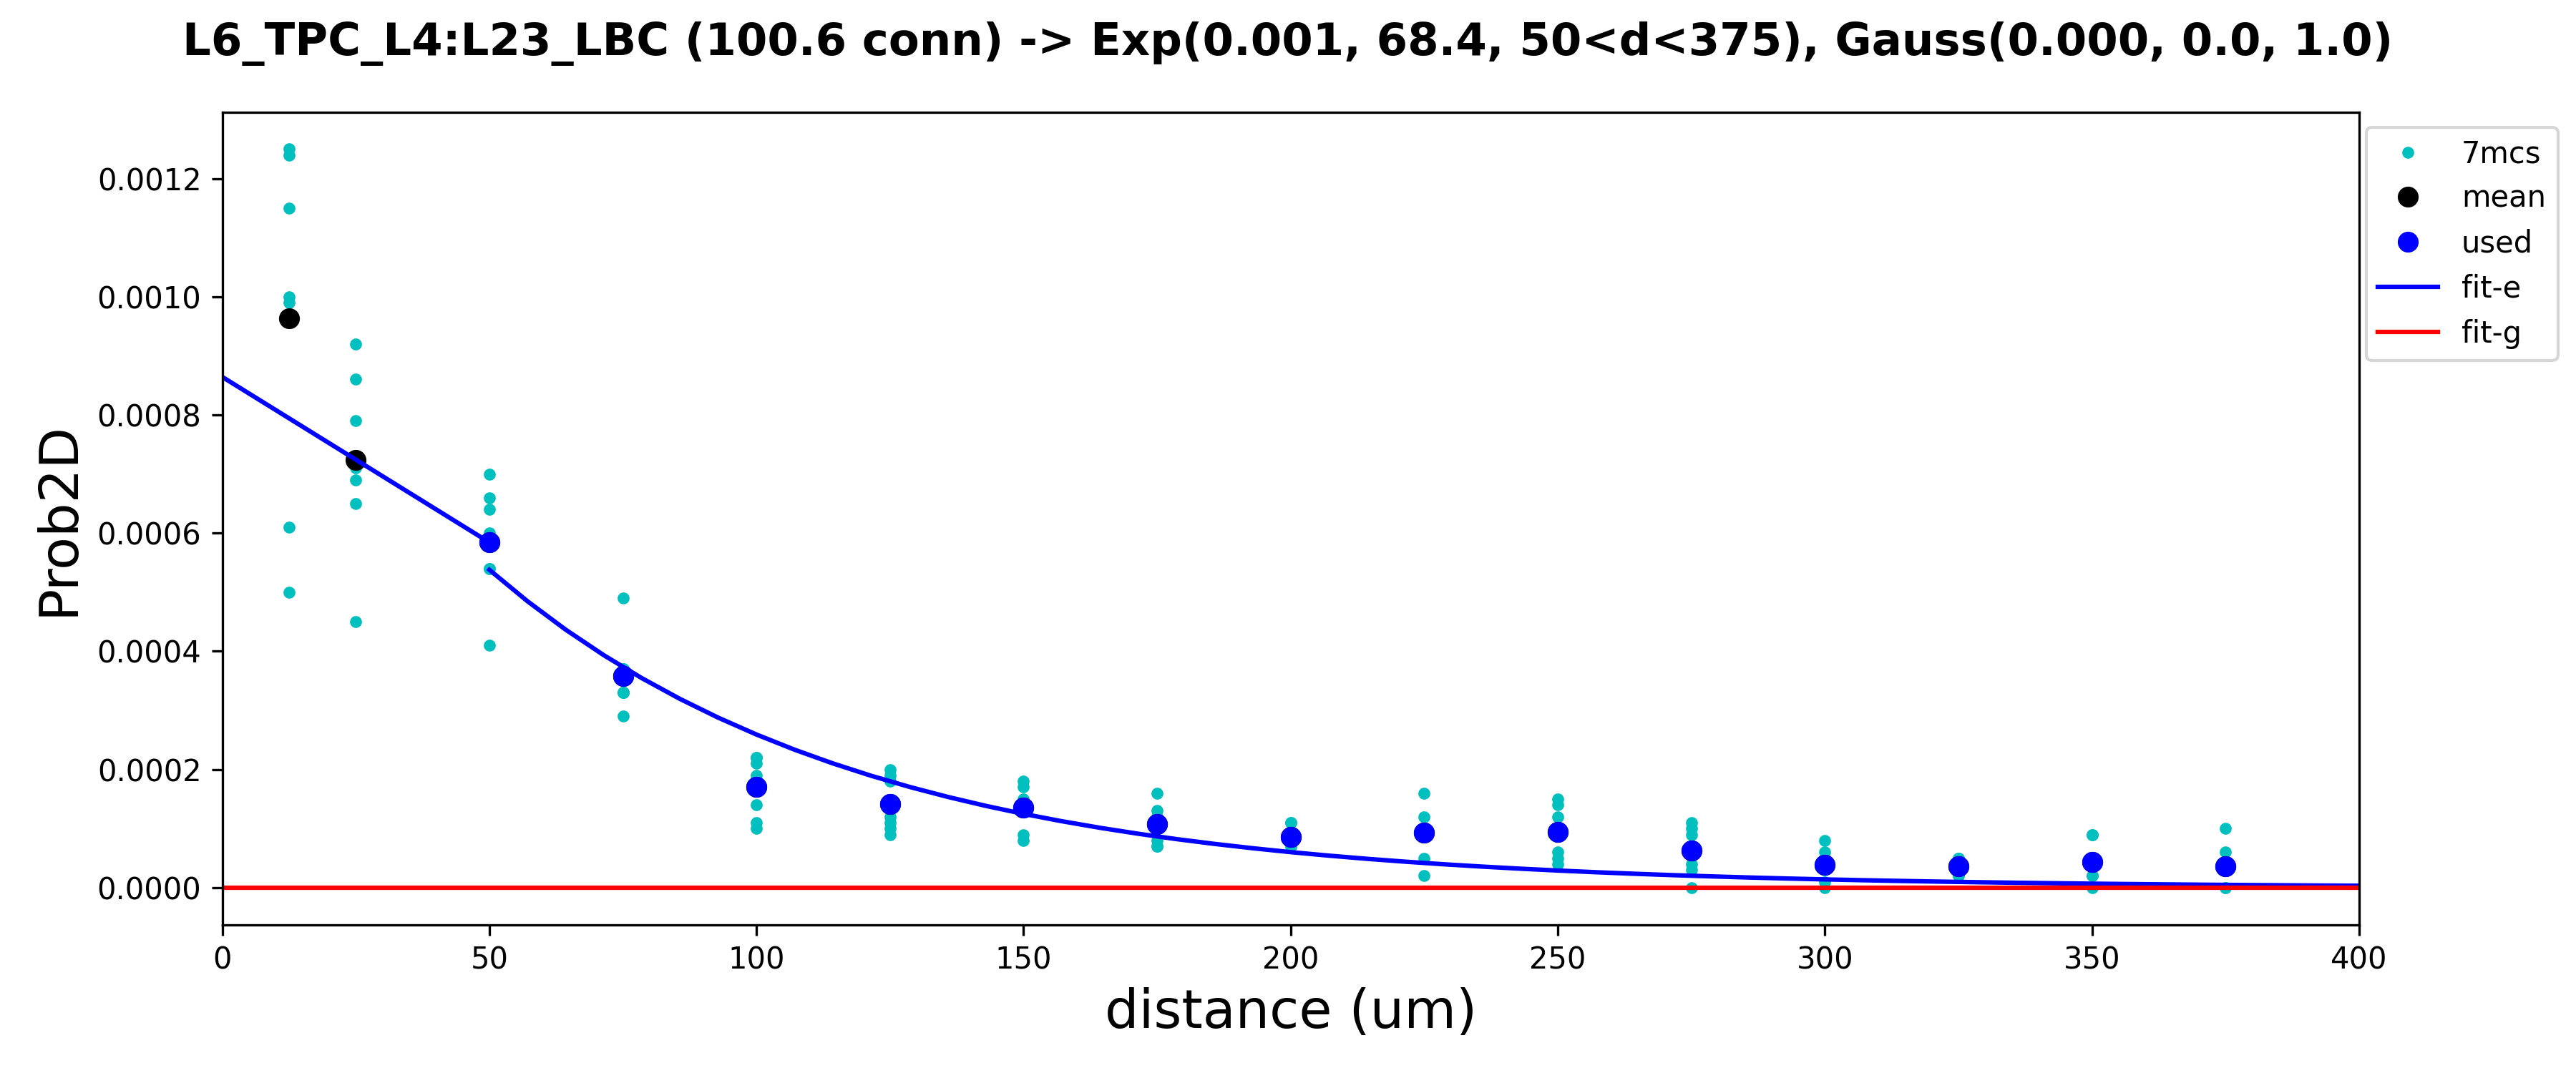 L6_TPC_L4:L23_LBC (100.6 conn) -> Exp(0.001, 68.4, 50<d<375), Gauss(0.000, 0.0, 1.0)
7mcs
mean
used
fit-e
fit-g
Prob2D
0.0012
0.0010
0.0008
0.0006
0.0004
0.0002
0.0000
0 50 100 150 200 250 300 350 400
distance (um)